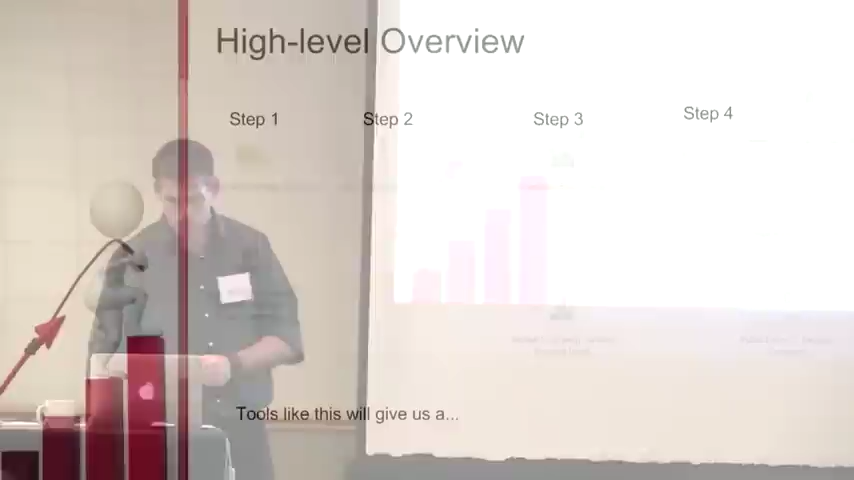 High-level Overview
Step 1
Step 2
Step 3
Step 4
Tools like this will give us a...